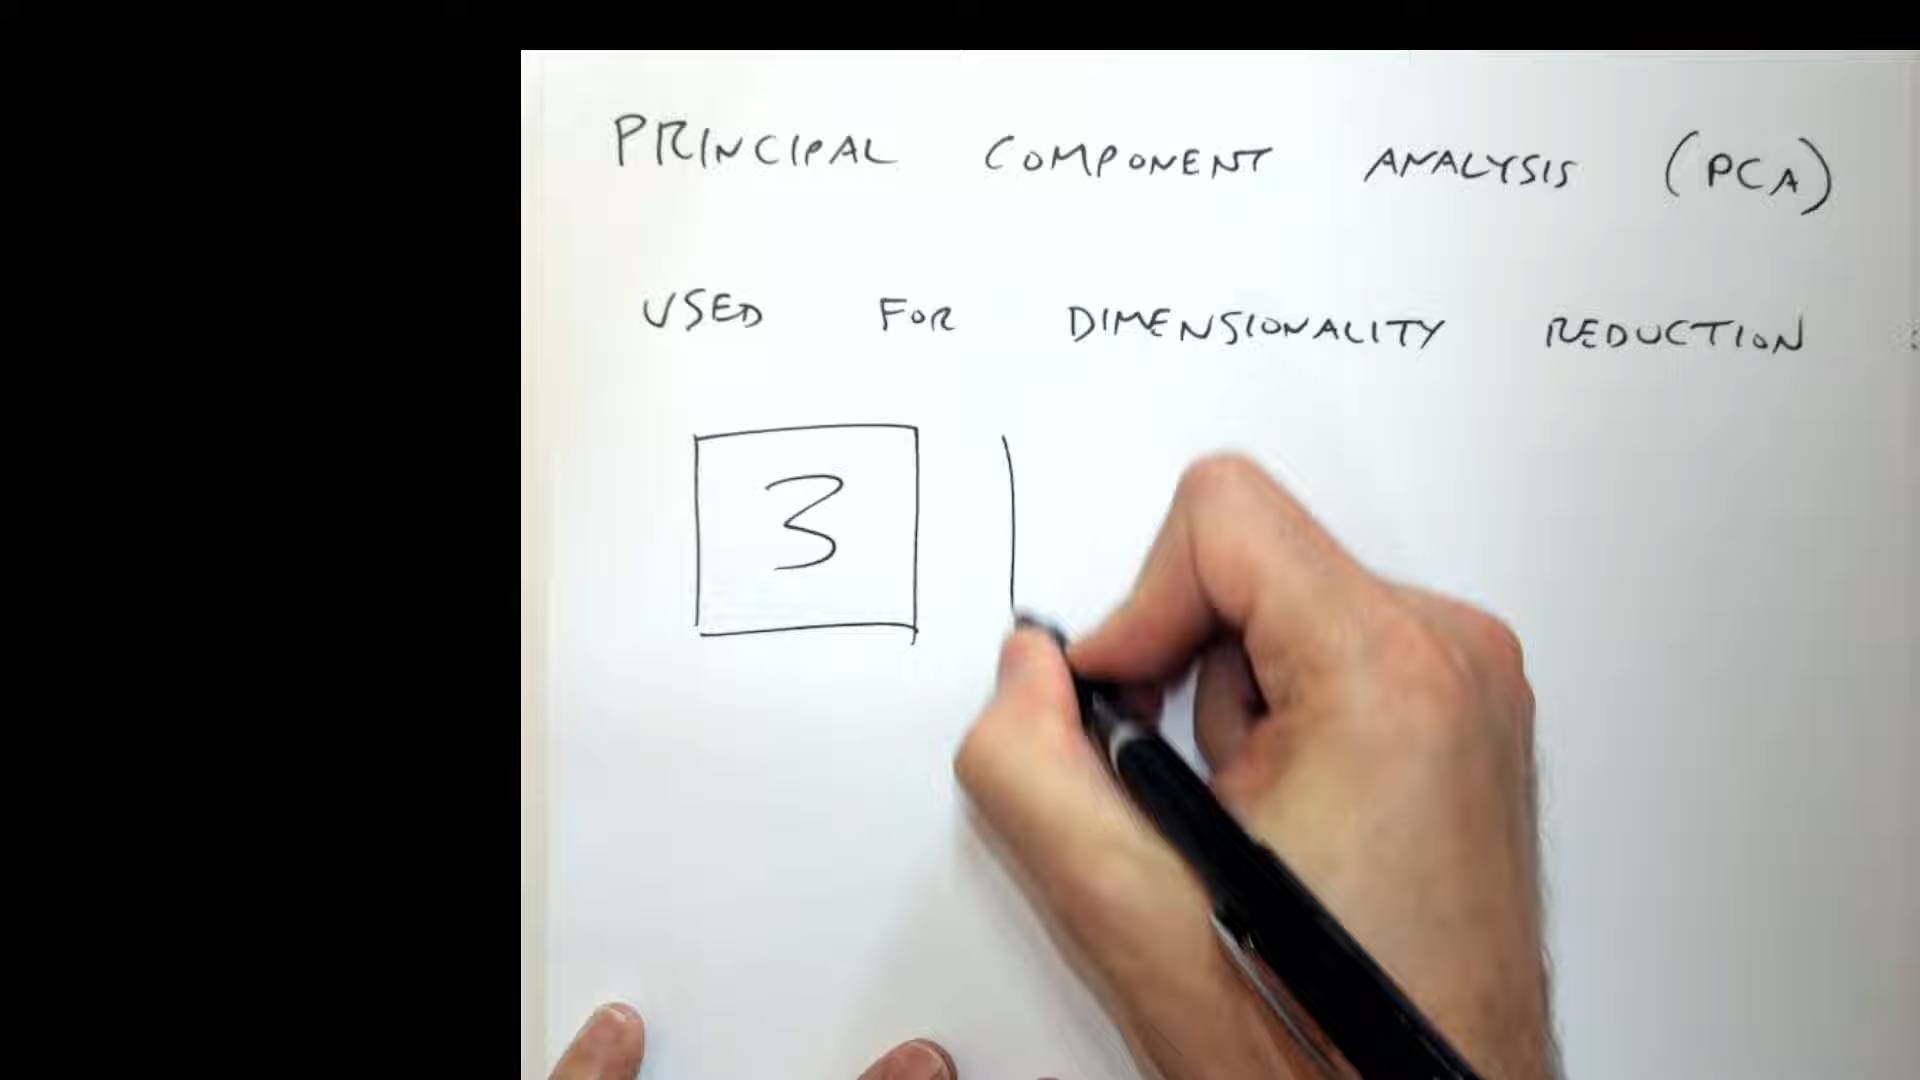 PRINCIPAL COMPONENT ANALYSIS (PCA)
USED FOR DIMENSIONALITY REDUCTION :
3